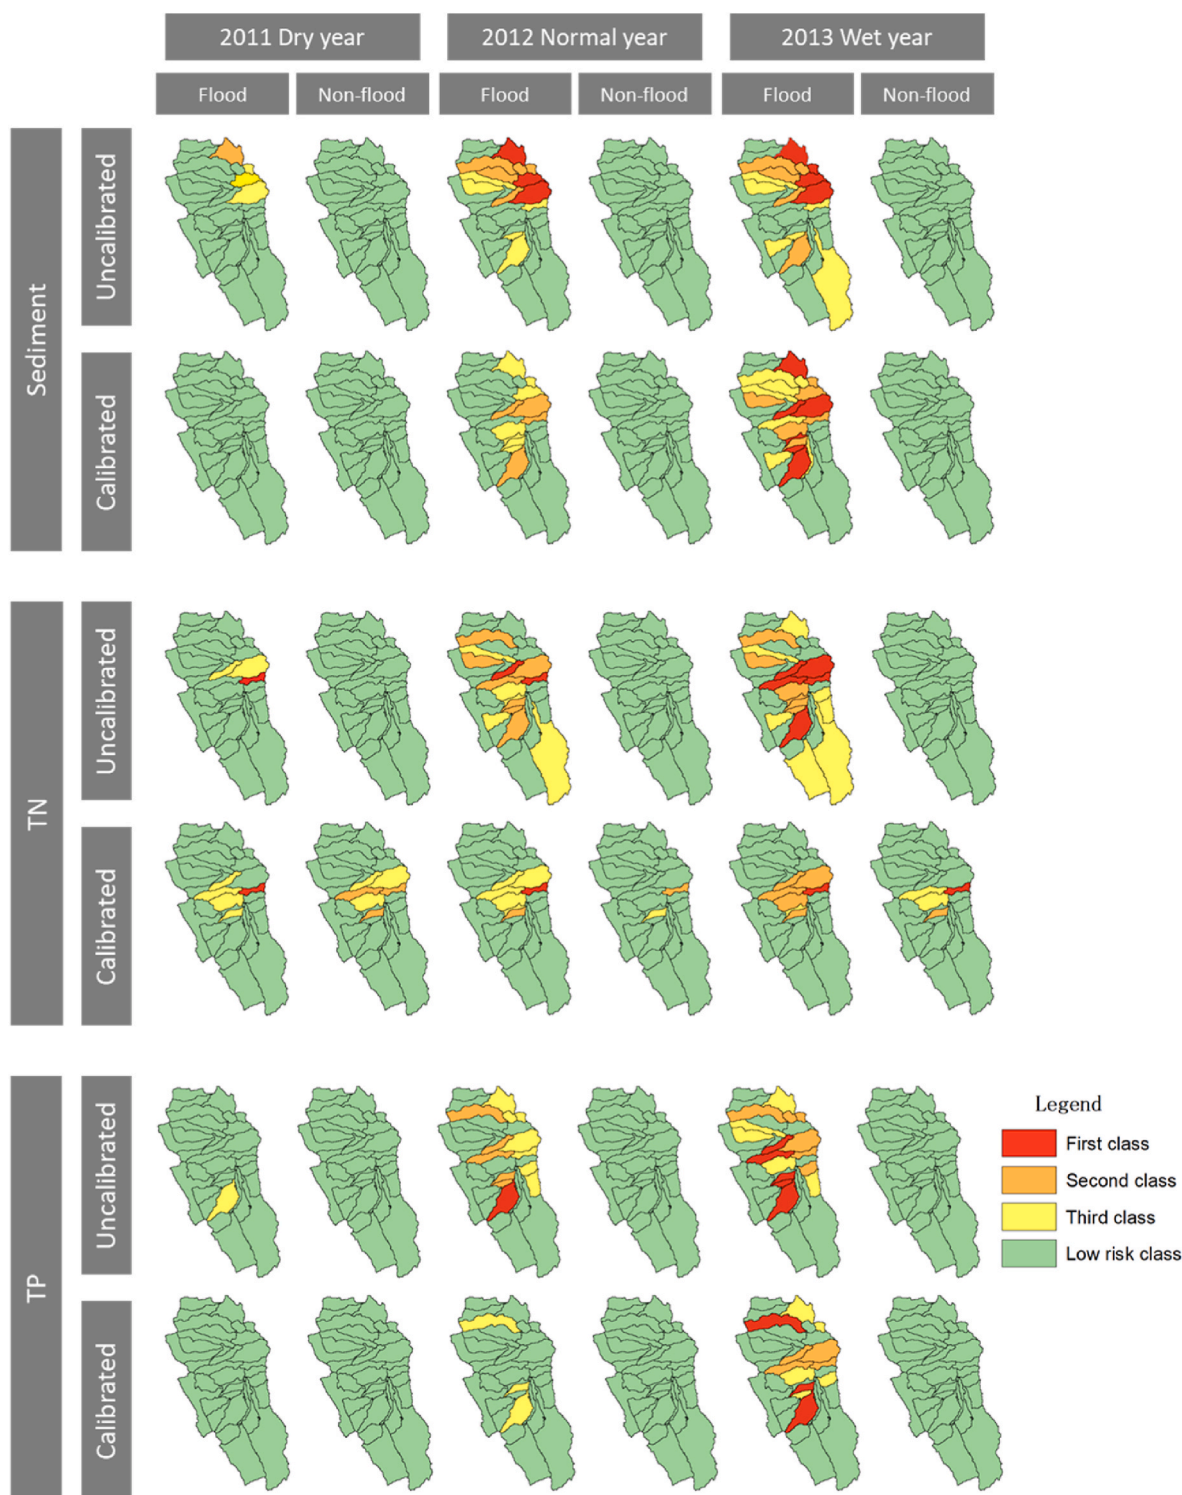 2011 Dry year
2012 Normal year
2013 Wet year
Flood
Non-flood
Flood
Non-flood
Flood
Non-flood
Sediment
Uncalibrated
Calibrated
TN
Uncalibrated
Calibrated
TP
Uncalibrated
Calibrated
Legend
First class
Second class
Third class
Low risk class